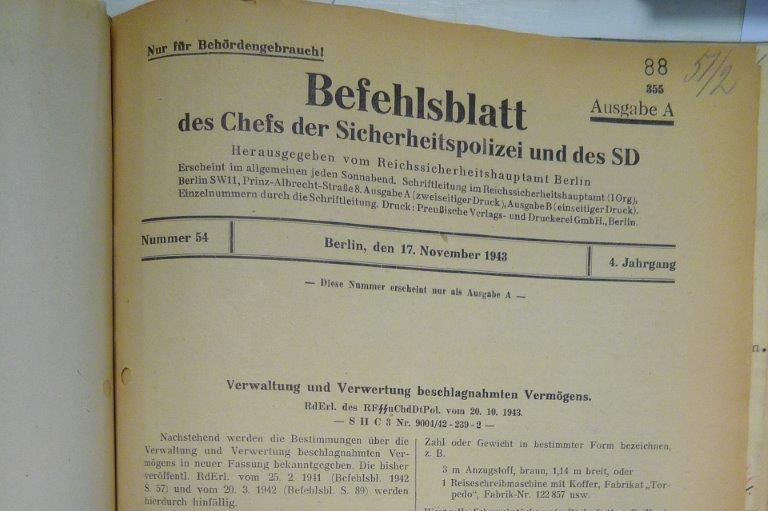 Nur für Behördengebrauch!
88
51/2
355
Ausgabe A
Befehlsblatt
des Chefs der Sicherheitspolizei und des SD
Herausgegeben vom Reichssicherheitshauptamt Berlin
Erscheint im allgemeinen jeden Sonnabend. Schriftleitung im Reichssicherheitshauptamt (I Org),
Berlin SW 11, Prinz-Albrecht-Straße 8. Ausgabe A (zweiseitiger Druck), Ausgabe B (einseitiger Druck).
Einzelnummern durch die Schriftleitung. Druck: Preußische Verlags- und Druckerei GmbH., Berlin.
Nummer 54
Berlin, den 17. November 1943
4. Jahrgang
— Diese Nummer erscheint nur als Ausgabe A —
Verwaltung und Verwertung beschlagnahmten Vermögens.
RdErl. des RFϟϟuChdDtPol. vom 20. 10. 1943.
— S II C 3 Nr. 9004/42 - 239 - 2 —
Nachstehend werden die Bestimmungen über die
Verwaltung und Verwertung beschlagnahmten Ver-
mögens in neuer Fassung bekanntgegeben. Die bisher
veröffentl. RdErl. vom 25. 2. 1941 (Befehlsbl. 1942
S. 57) und vom 20. 3. 1942 (Befehlsbl. S. 89) werden
hierdurch hinfällig.
Zahl oder Gewicht in bestimmter Form bezeichnen,
z. B.
3 m Anzugstoff, braun, 1,14 m breit, oder
1 Reiseschreibmaschine mit Koffer, Fabrikat „Tor-
pedo", Fabrik-Nr. 122 857 usw.